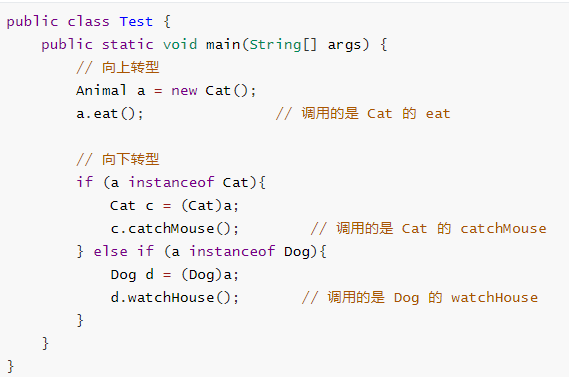 public class Test {
    public static void main(String[] args) {
        // 向上转型
        Animal a = new Cat();
        a.eat();               // 调用的是 Cat 的 eat

        // 向下转型
        if (a instanceof Cat){
            Cat c = (Cat)a;
            c.catchMouse();        // 调用的是 Cat 的 catchMouse
        } else if (a instanceof Dog){
            Dog d = (Dog)a;
            d.watchHouse();       // 调用的是 Dog 的 watchHouse
        }
    }
}